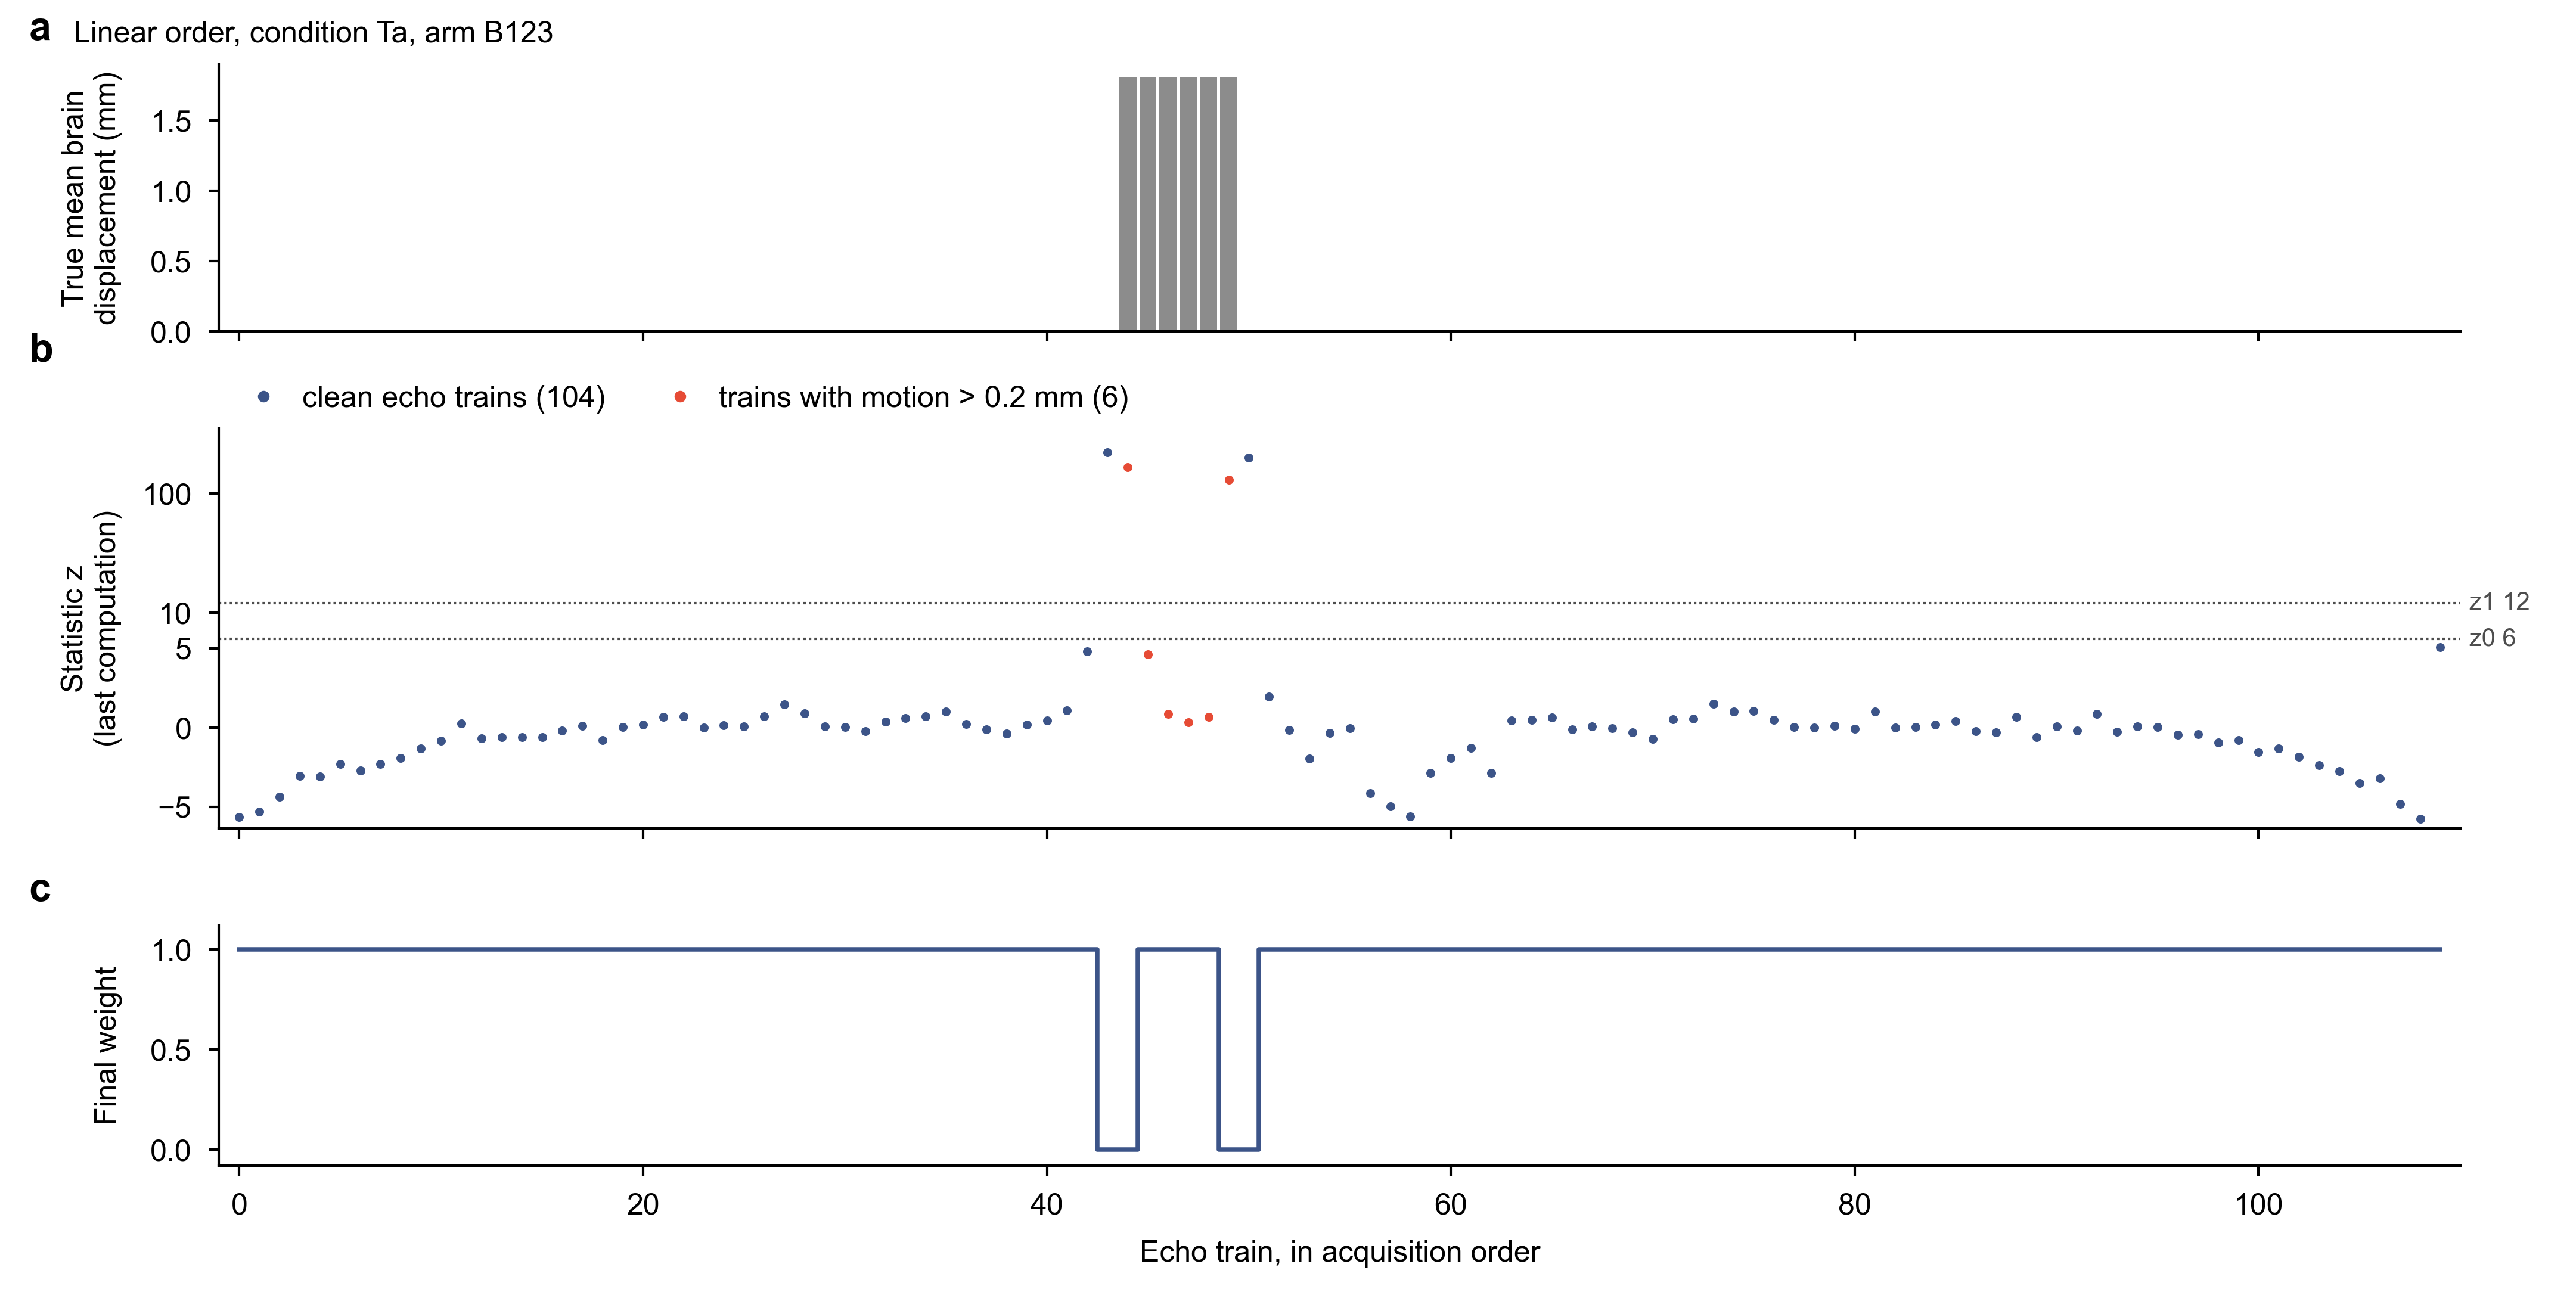 a Linear order, condition Ta, arm B123
True mean brain
displacement (mm)
1.5
1.0
0.5
0.0
b
clean echo trains (104)
trains with motion > 0.2 mm (6)
Statistic z
(last computation)
100
10
5
0
−5
z1 12
z0 6
c
Final weight
1.0
0.5
0.0
0 20 40 60 80 100
Echo train, in acquisition order